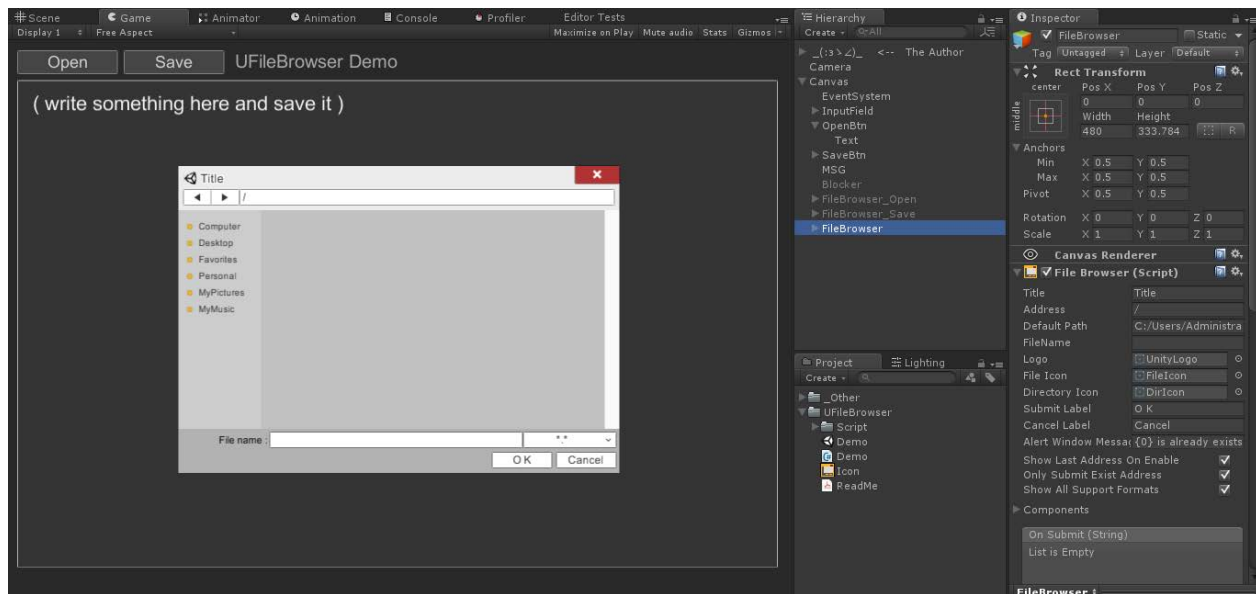 Scene Game Animator Animation Console Profiler Editor Tests
Display 1 Free Aspect Maximize on Play Mute audio Stats Gizmos
Open Save UFileBrowser Demo
( write something here and save it )
Title
/
Computer
Desktop
Favorites
Personal
MyPictures
MyMusic
File name : *.*
O K Cancel
Hierarchy
Create All
_(:3 >∠)_ <-- The Author
Camera
Canvas
EventSystem
InputField
OpenBtn
Text
SaveBtn
MSG
Blocker
FileBrowser_Open
FileBrowser_Save
FileBrowser
Project Lighting
Create
_Other
UFileBrowser
Script
Demo
Demo
Icon
ReadMe
Inspector
FileBrowser Static
Tag Untagged Layer Default
Rect Transform
center Pos X Pos Y Pos Z
middle 0 0 0
Width Height
480 333.784 R
Anchors
Min X 0.5 Y 0.5
Max X 0.5 Y 0.5
Pivot X 0.5 Y 0.5
Rotation X 0 Y 0 Z 0
Scale X 1 Y 1 Z 1
Canvas Renderer
File Browser (Script)
Title Title
Address /
Default Path C:/Users/Administra
FileName
Logo UnityLogo
File Icon FileIcon
Directory Icon DirIcon
Submit Label O K
Cancel Label Cancel
Alert Window Messa {0} is already exists
Show Last Address On Enable
Only Submit Exist Address
Show All Support Formats
Components
On Submit (String)
List is Empty
FileBrowser